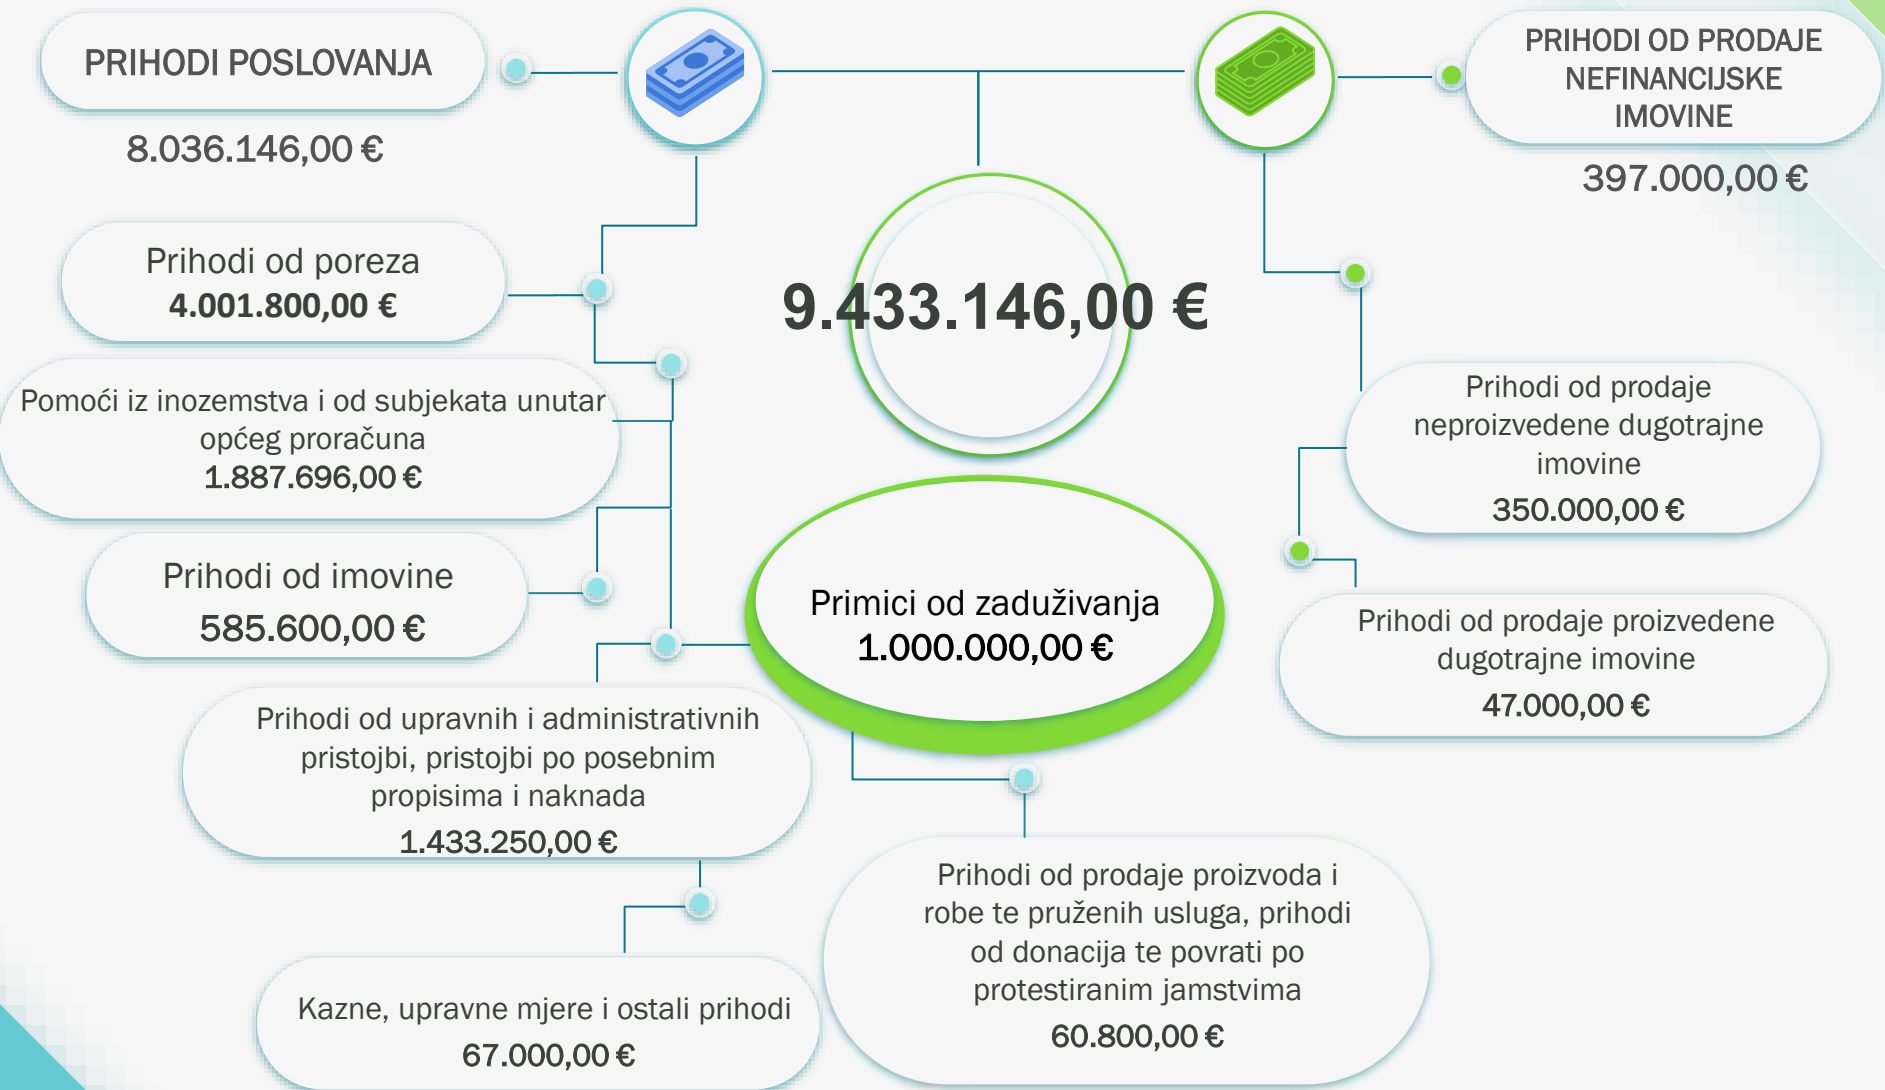 PRIHODI POSLOVANJA
8.036.146,00 €
PRIHODI OD PRODAJE
NEFINANCIJSKE
IMOVINE
397.000,00 €
9.433.146,00 €
Prihodi od poreza
4.001.800,00 €
Pomoći iz inozemstva i od subjekata unutar
općeg proračuna
1.887.696,00 €
Prihodi od imovine
585.600,00 €
Prihodi od upravnih i administrativnih
pristojbi, pristojbi po posebnim
propisima i naknada
1.433.250,00 €
Kazne, upravne mjere i ostali prihodi
67.000,00 €
Primici od zaduživanja
1.000.000,00 €
Prihodi od prodaje proizvoda i
robe te pruženih usluga, prihodi
od donacija te povrati po
protestiranim jamstvima
60.800,00 €
Prihodi od prodaje
neproizvedene dugotrajne
imovine
350.000,00 €
Prihodi od prodaje proizvedene
dugotrajne imovine
47.000,00 €